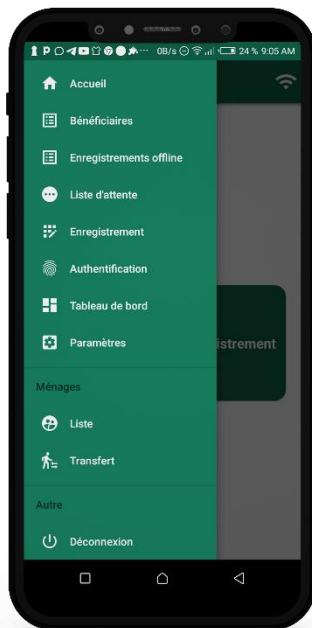 0B/s 24 % 9:05 AM
Accueil
Bénéficiaires
Enregistrements offline
Liste d'attente
Enregistrement
Authentification
Tableau de bord
Paramètres
istrement
Ménages
Liste
Transfert
Autre
Déconnexion